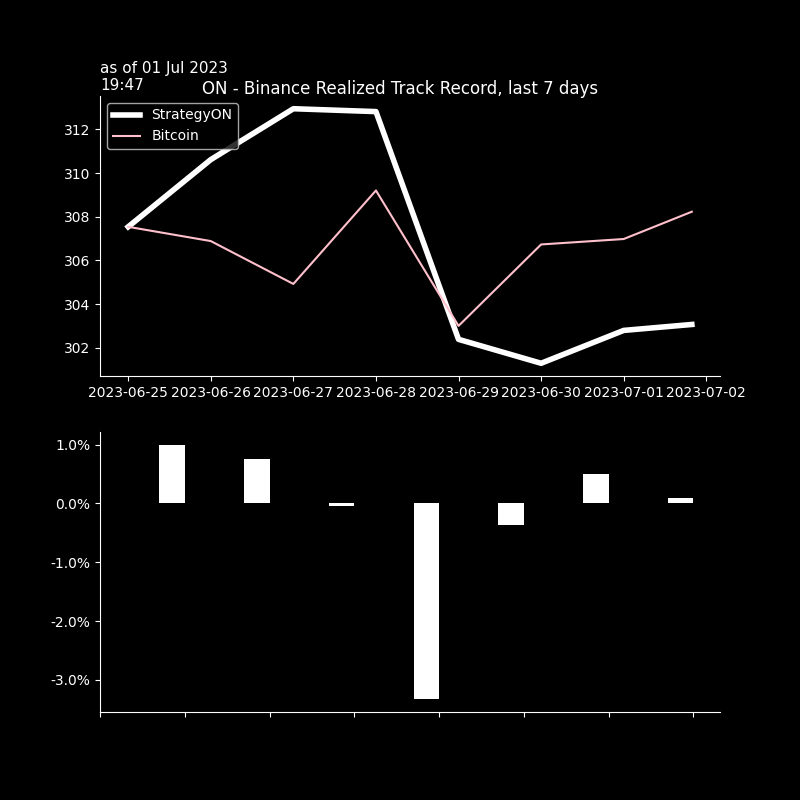 as of 01 Jul 2023
19:47
ON - Binance Realized Track Record, last 7 days
StrategyON
Bitcoin
312
310
308
306
304
302
2023-06-25 2023-06-26 2023-06-27 2023-06-28 2023-06-29 2023-06-30 2023-07-01 2023-07-02
1.0%
0.0%
-1.0%
-2.0%
-3.0%